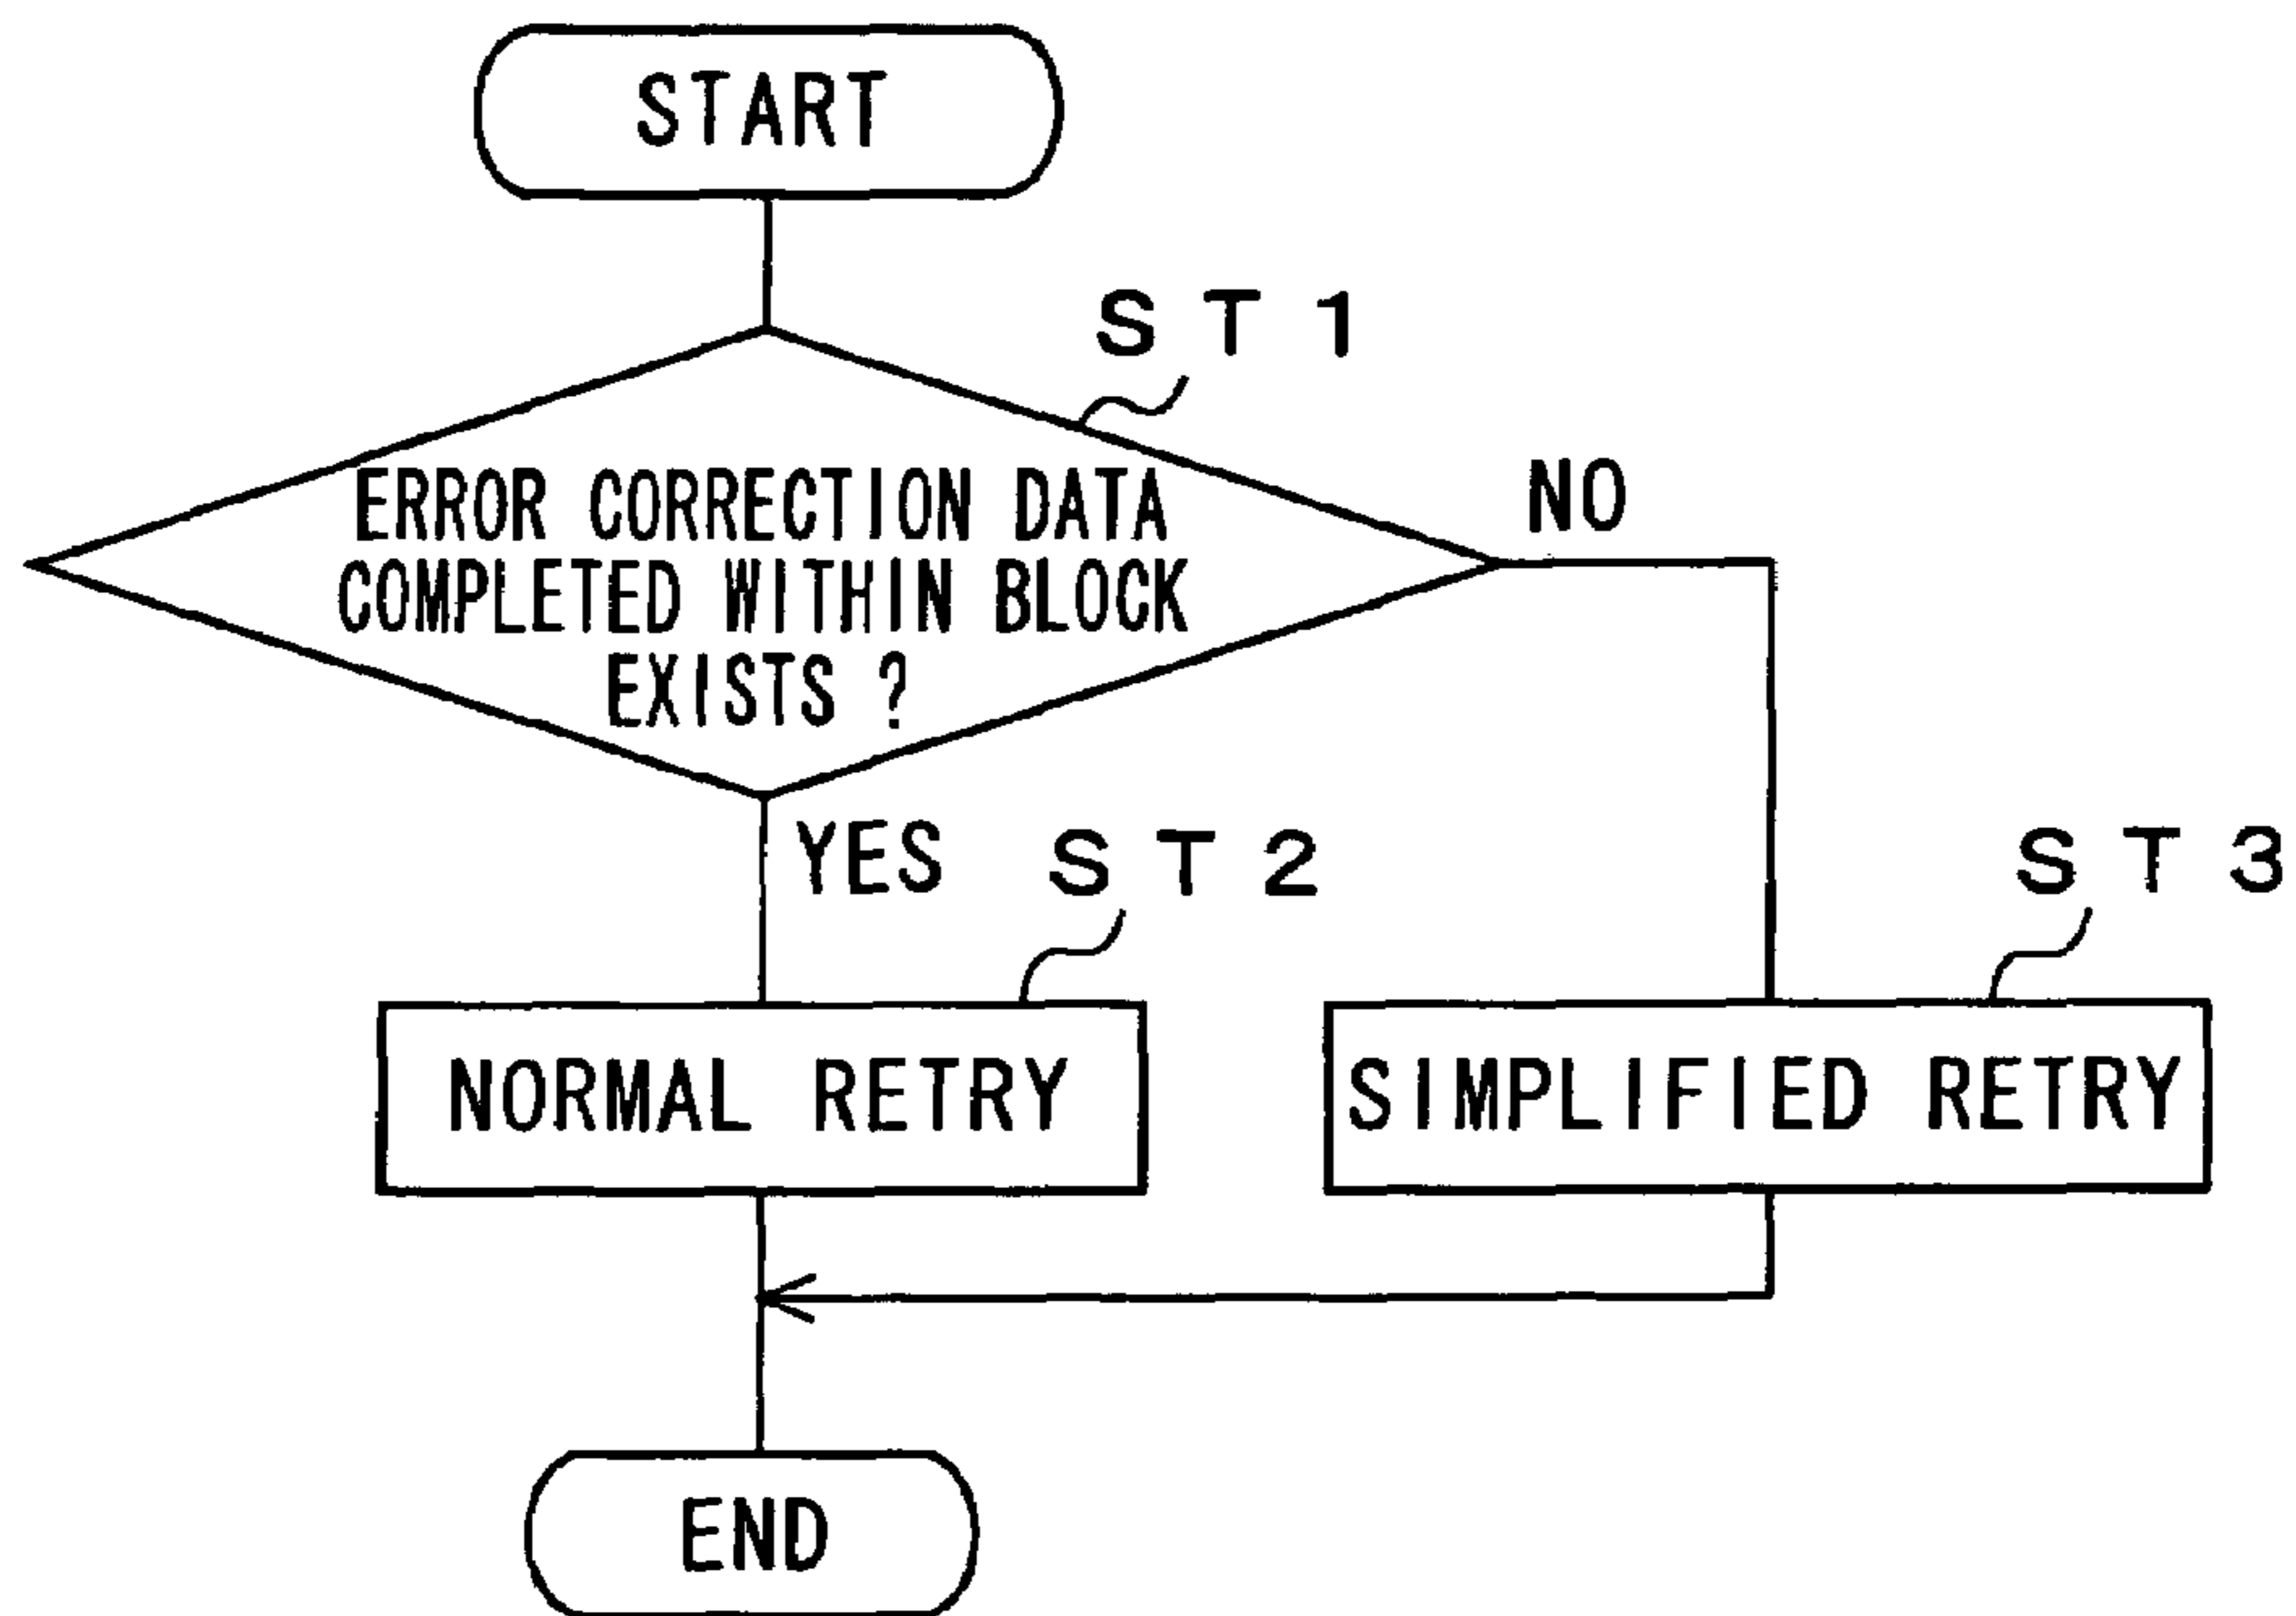 START
ST1
ERROR CORRECTION DATA
COMPLETED WITHIN BLOCK
EXISTS ?
NO
YES
ST2
ST3
NORMAL RETRY
SIMPLIFIED RETRY
END